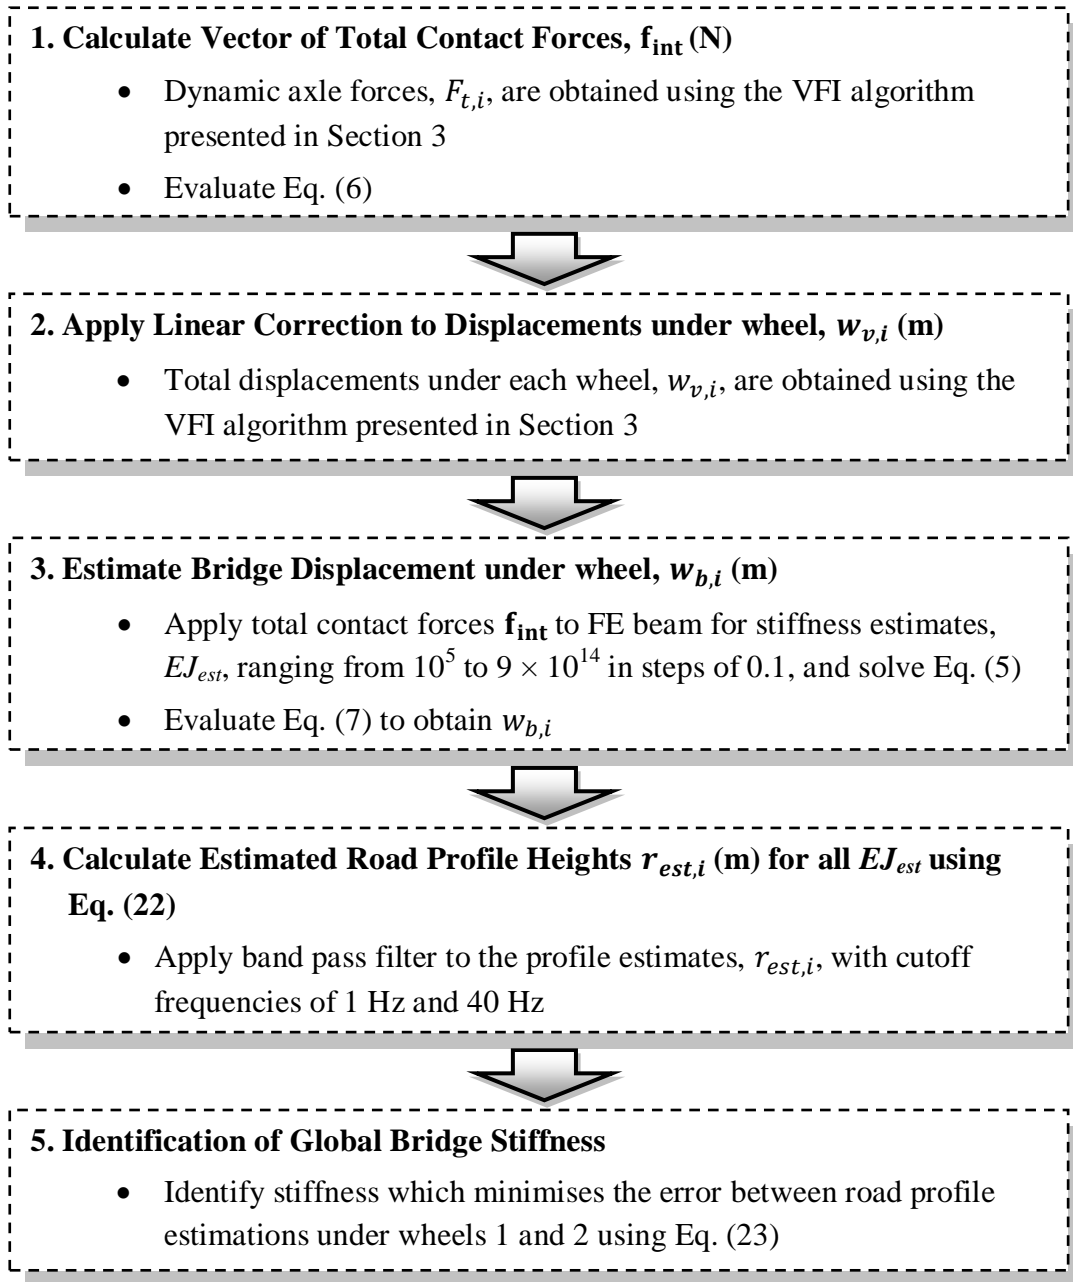 1. Calculate Vector of Total Contact Forces, f_int (N)
• Dynamic axle forces, F_t,i, are obtained using the VFI algorithm
presented in Section 3
• Evaluate Eq. (6)
2. Apply Linear Correction to Displacements under wheel, w_v,i (m)
• Total displacements under each wheel, w_v,i, are obtained using the
VFI algorithm presented in Section 3
3. Estimate Bridge Displacement under wheel, w_b,i (m)
• Apply total contact forces f_int to FE beam for stiffness estimates,
EJ_est, ranging from 10^5 to 9 × 10^14 in steps of 0.1, and solve Eq. (5)
• Evaluate Eq. (7) to obtain w_b,i
4. Calculate Estimated Road Profile Heights r_est,i (m) for all EJ_est using
Eq. (22)
• Apply band pass filter to the profile estimates, r_est,i, with cutoff
frequencies of 1 Hz and 40 Hz
5. Identification of Global Bridge Stiffness
• Identify stiffness which minimises the error between road profile
estimations under wheels 1 and 2 using Eq. (23)